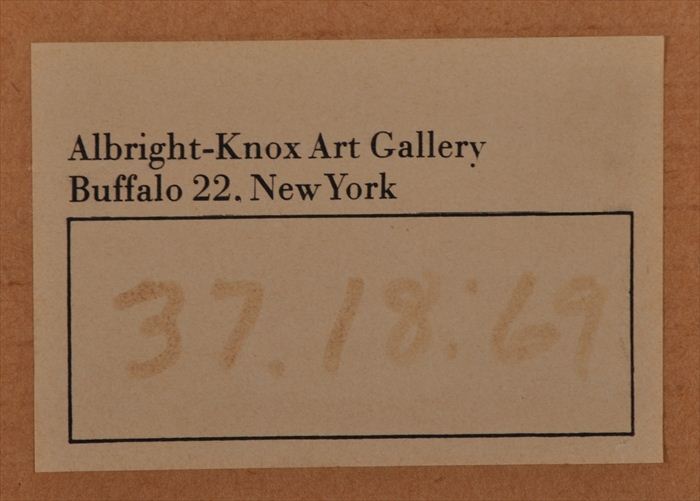 Albright-Knox Art Gallery
Buffalo 22. New York
37.18:69